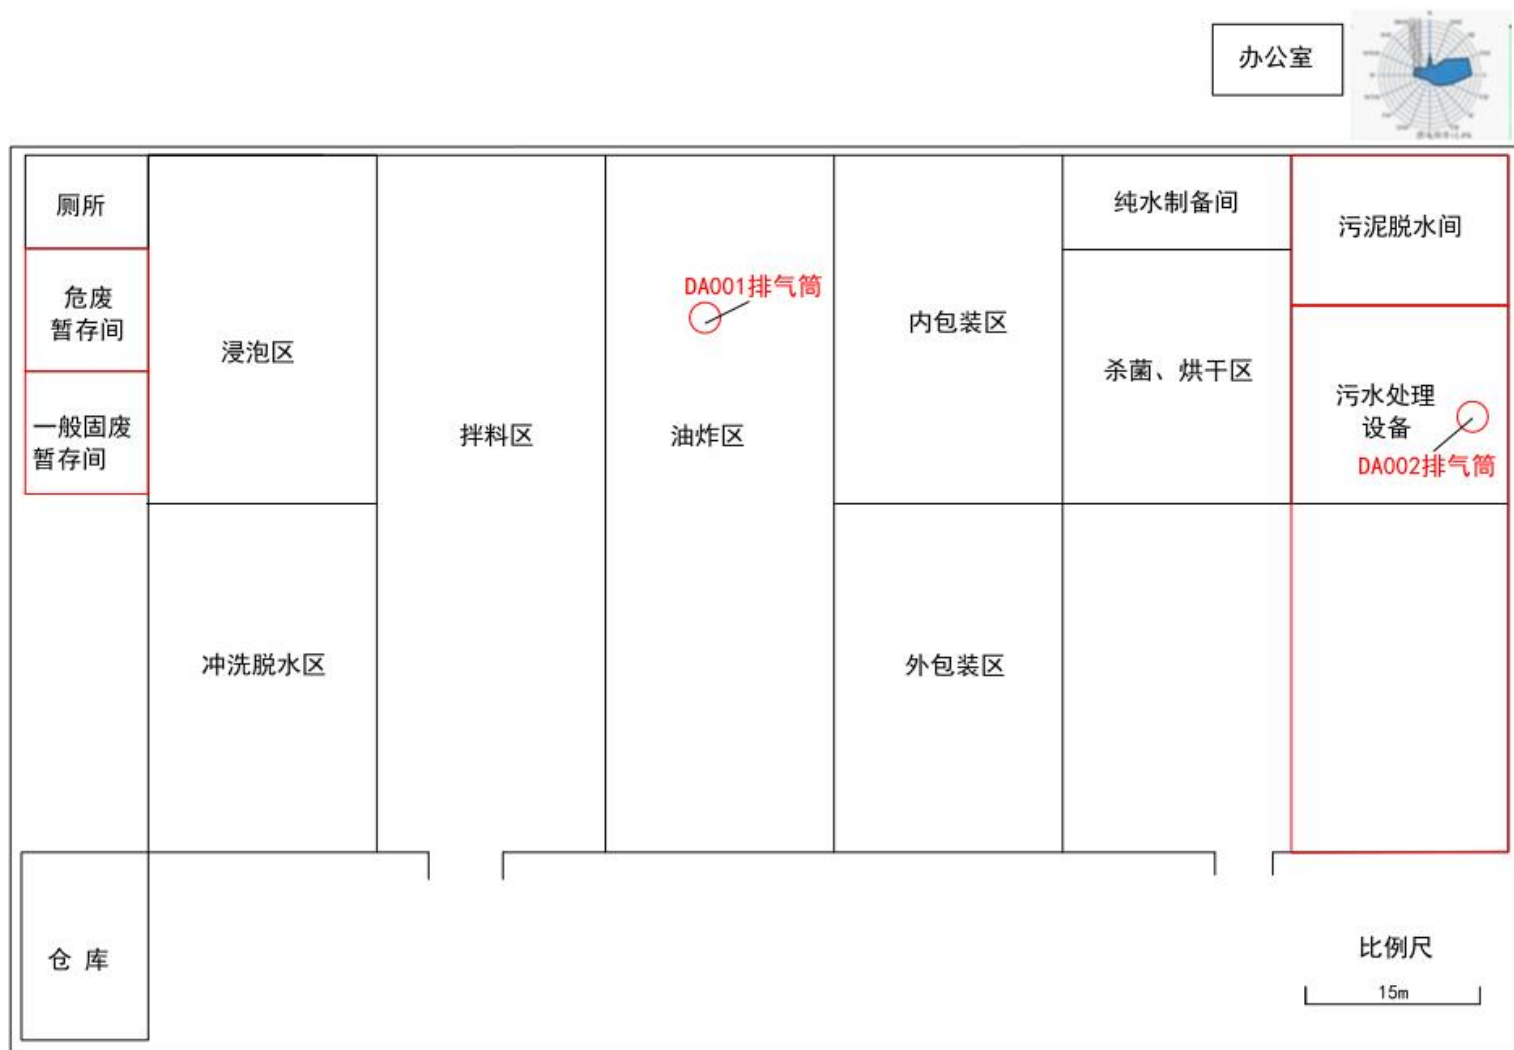 办公室
厕所
纯水制备间
污泥脱水间
DA001排气筒
危废
暂存间
浸泡区
内包装区
杀菌、烘干区
污水处理
设备
一般固废
暂存间
拌料区
油炸区
DA002排气筒
冲洗脱水区
外包装区
仓 库
比例尺
15m